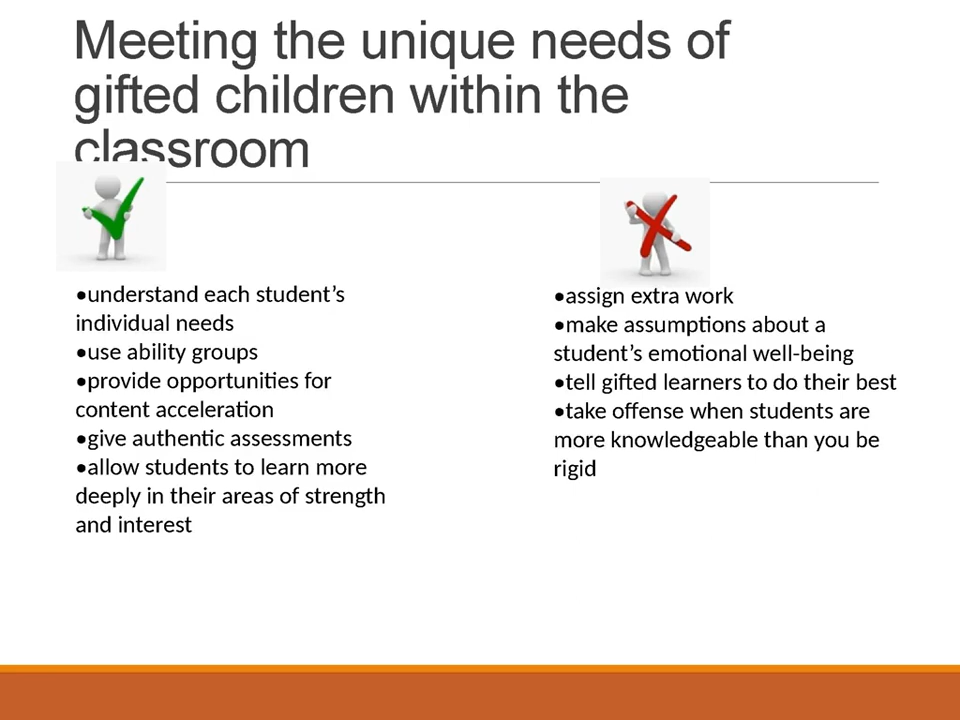 Meeting the unique needs of
gifted children within the
classroom
•understand each student’s
individual needs
•use ability groups
•provide opportunities for
content acceleration
•give authentic assessments
•allow students to learn more
deeply in their areas of strength
and interest
•assign extra work
•make assumptions about a
student’s emotional well-being
•tell gifted learners to do their best
•take offense when students are
more knowledgeable than you be
rigid